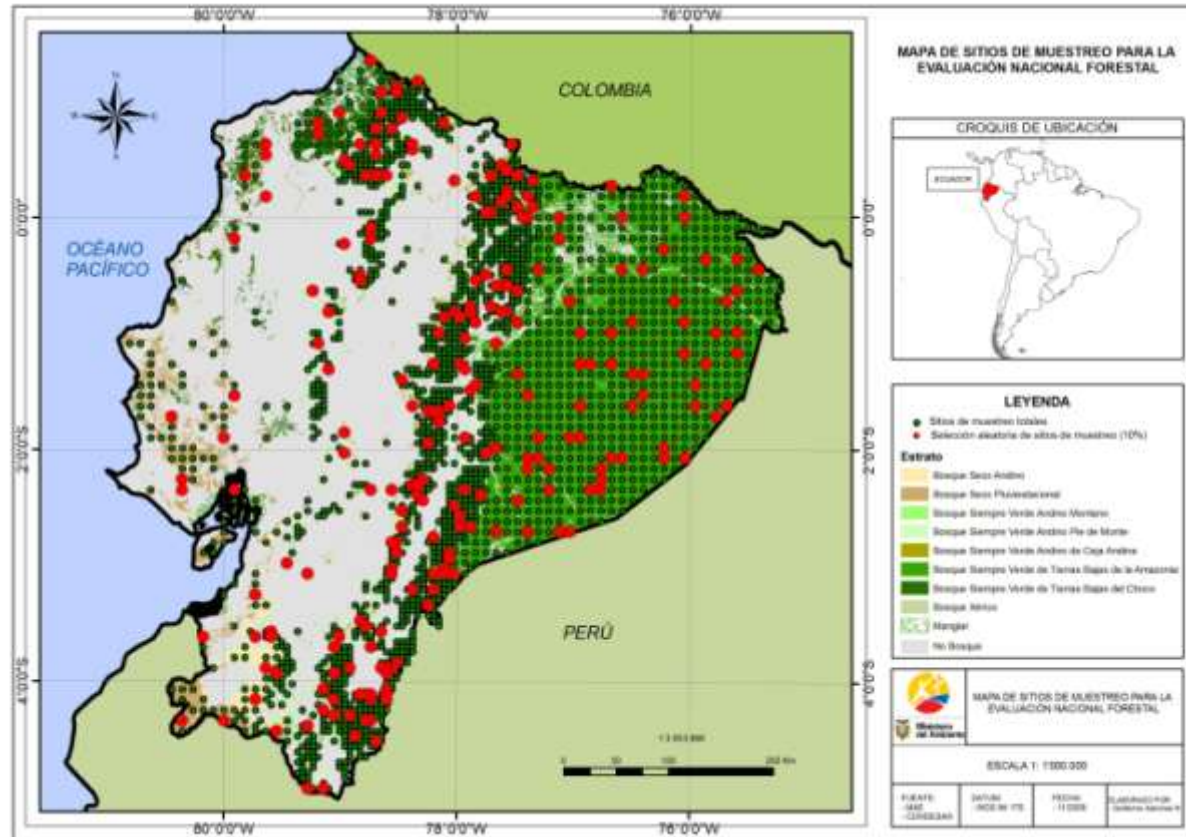 80°0'0"O
78°0'0"O
76°0'0"O
MAPA DE SITIOS DE MUESTREO PARA LA
EVALUACIÓN NACIONAL FORESTAL
COLOMBIA
CROQUIS DE UBICACIÓN
ECUADOR
0°0'0"
0°0'0"
OCÉANO
PACÍFICO
LEYENDA
Sitios de muestreo totales
Selección aleatoria de sitios de muestreo (10%)
Estrato
Bosque Seco Andino
Bosque Seco Pluviestacional
Bosque Siempre Verde Andino Montano
Bosque Siempre Verde Andino Pie de Monte
Bosque Siempre Verde Andino de Ceja Andina
Bosque Siempre Verde de Tierras Bajas de la Amazonia
Bosque Siempre Verde de Tierras Bajas del Choco
Manglar
No Bosque
2°0'0"S
2°0'0"S
PERÚ
4°0'0"S
4°0'0"S
0
50
100
200 Km
80°0'0"O
78°0'0"O
76°0'0"O
Ministerio
del Ambiente
MAPA DE SITIOS DE MUESTREO PARA LA
EVALUACIÓN NACIONAL FORESTAL
ESCALA 1: 1'000.000
FUENTE:
DATUM:
FECHA:
ELABORADO POR: